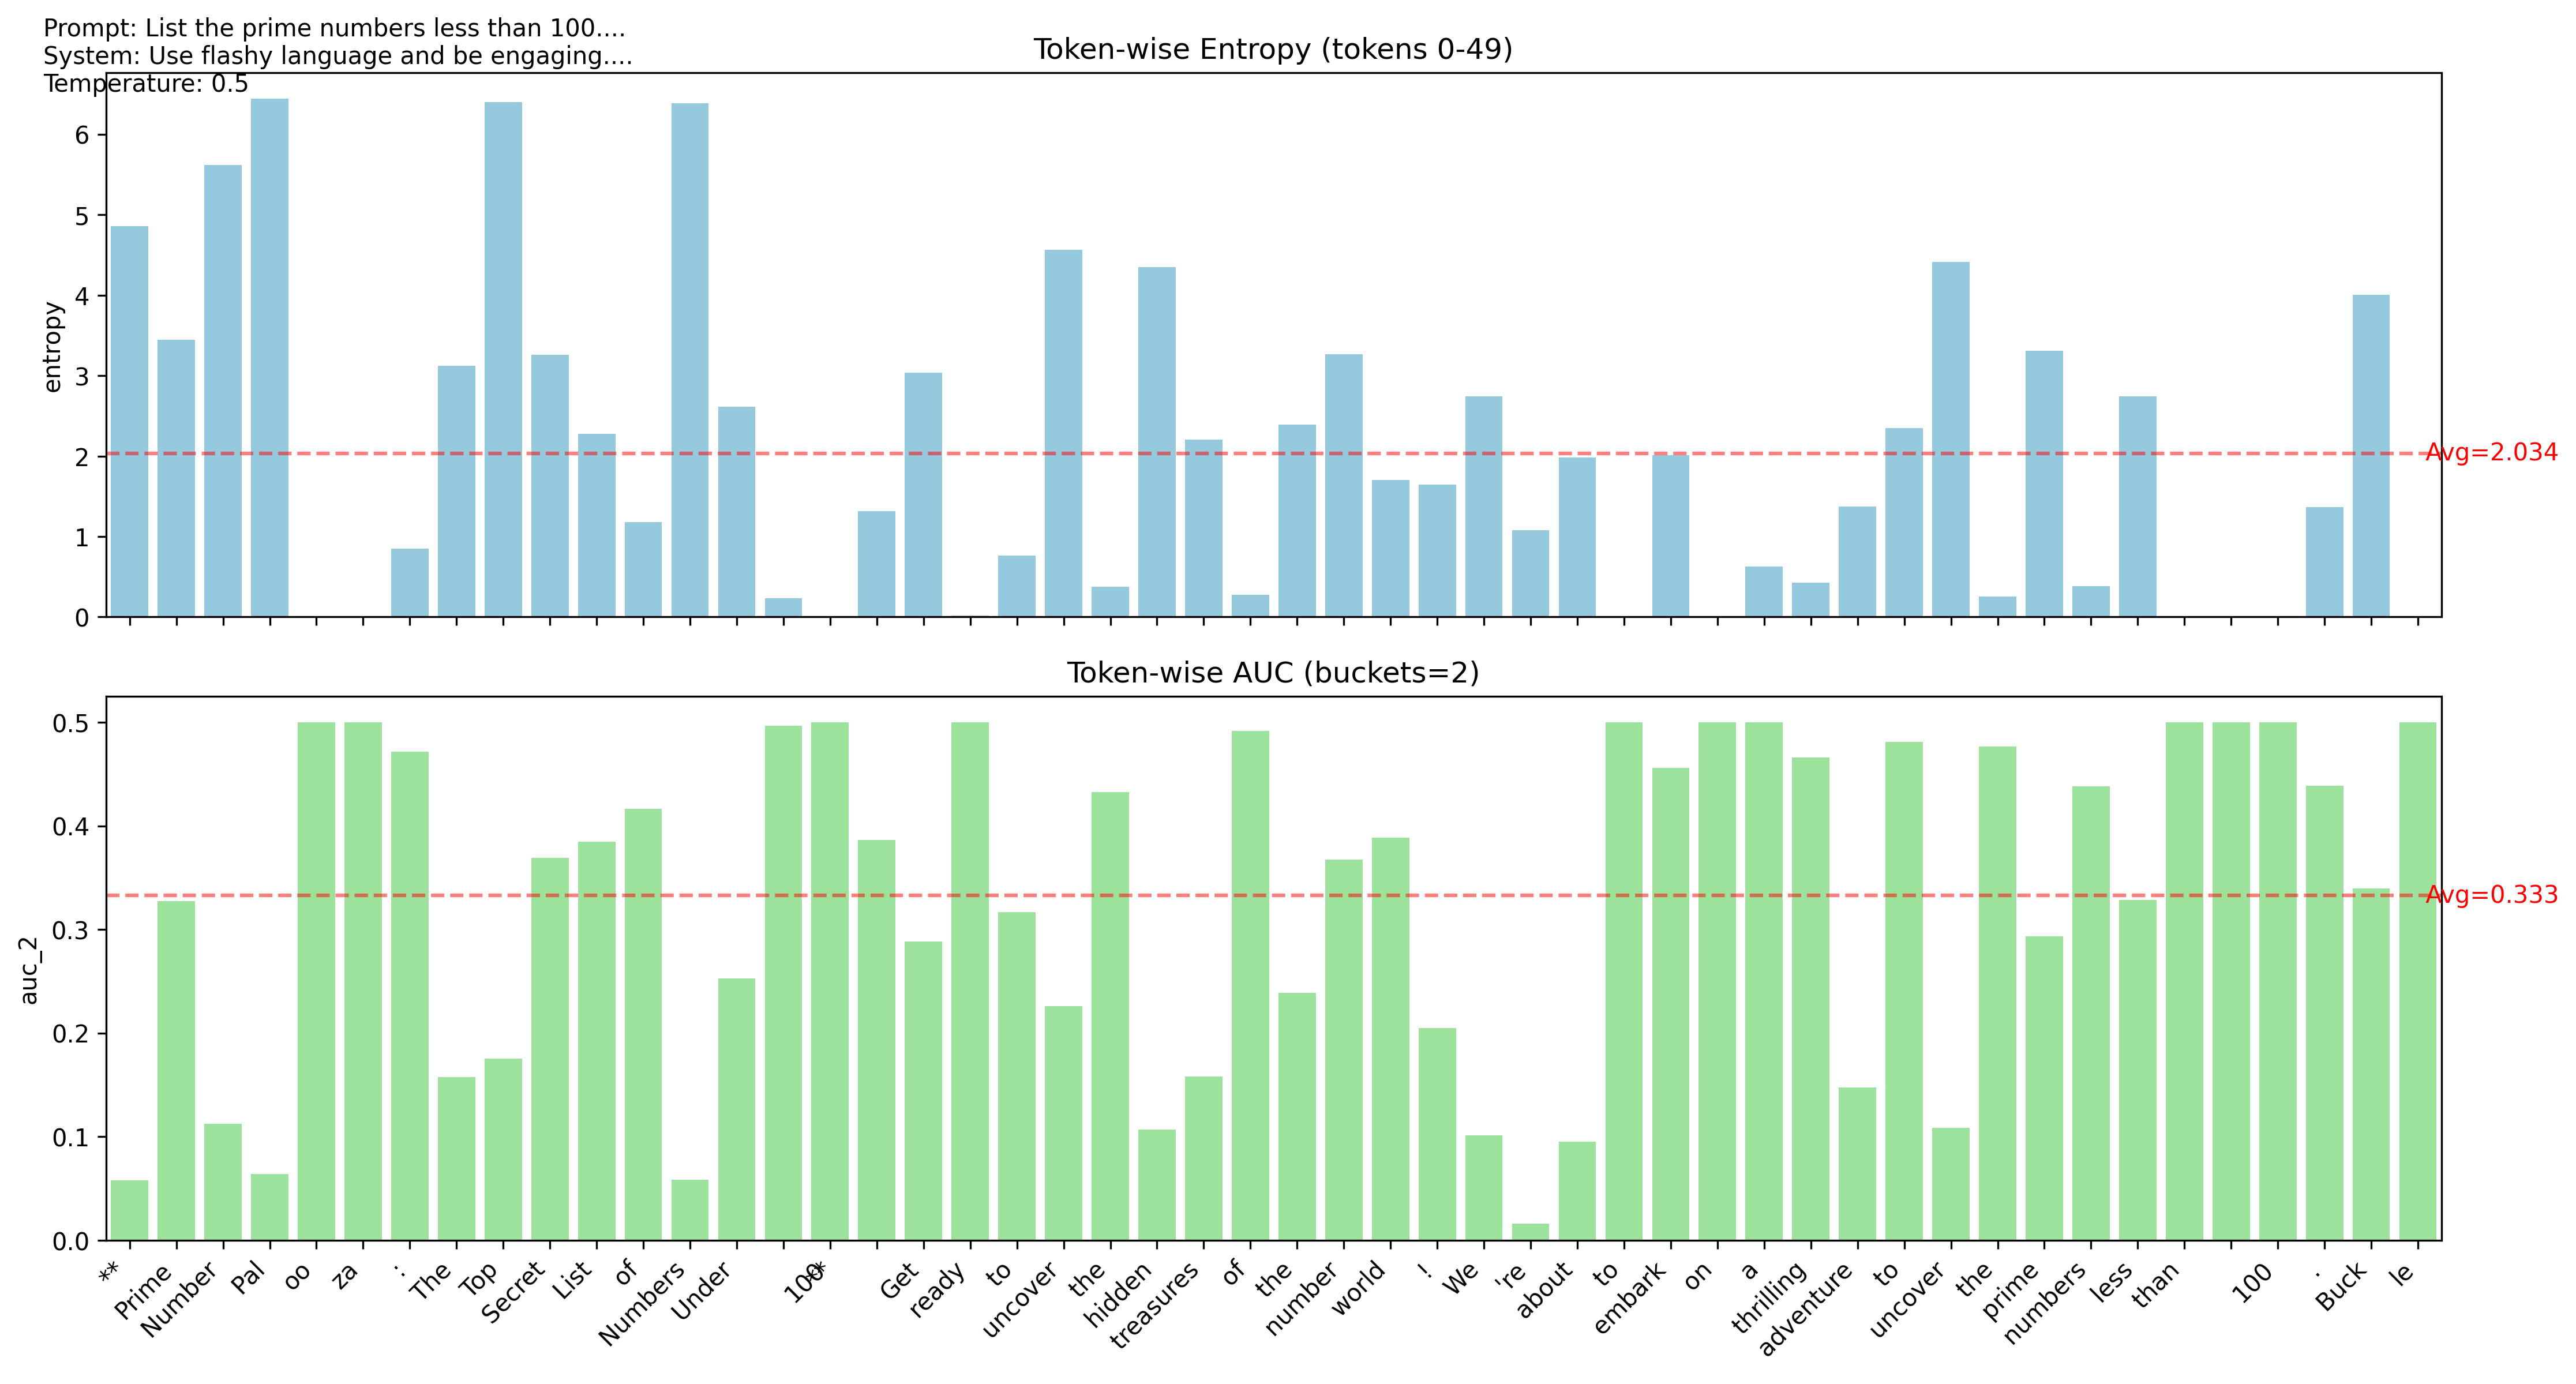 Prompt: List the prime numbers less than 100....
System: Use flashy language and be engaging....
Temperature: 0.5
Token-wise Entropy (tokens 0-49)
entropy
6
5
4
3
2
1
0
Avg=2.034
Token-wise AUC (buckets=2)
auc_2
0.5
0.4
0.3
0.2
0.1
0.0
Avg=0.333
**
Prime
Number
Pal
oo
za
:
The
Top
Secret
List
of
Numbers
Under
100
**
Get
ready
to
uncover
the
hidden
treasures
of
the
number
world
!
We
're
about
to
embark
on
a
thrilling
adventure
to
uncover
the
prime
numbers
less
than
100
.
Buck
le